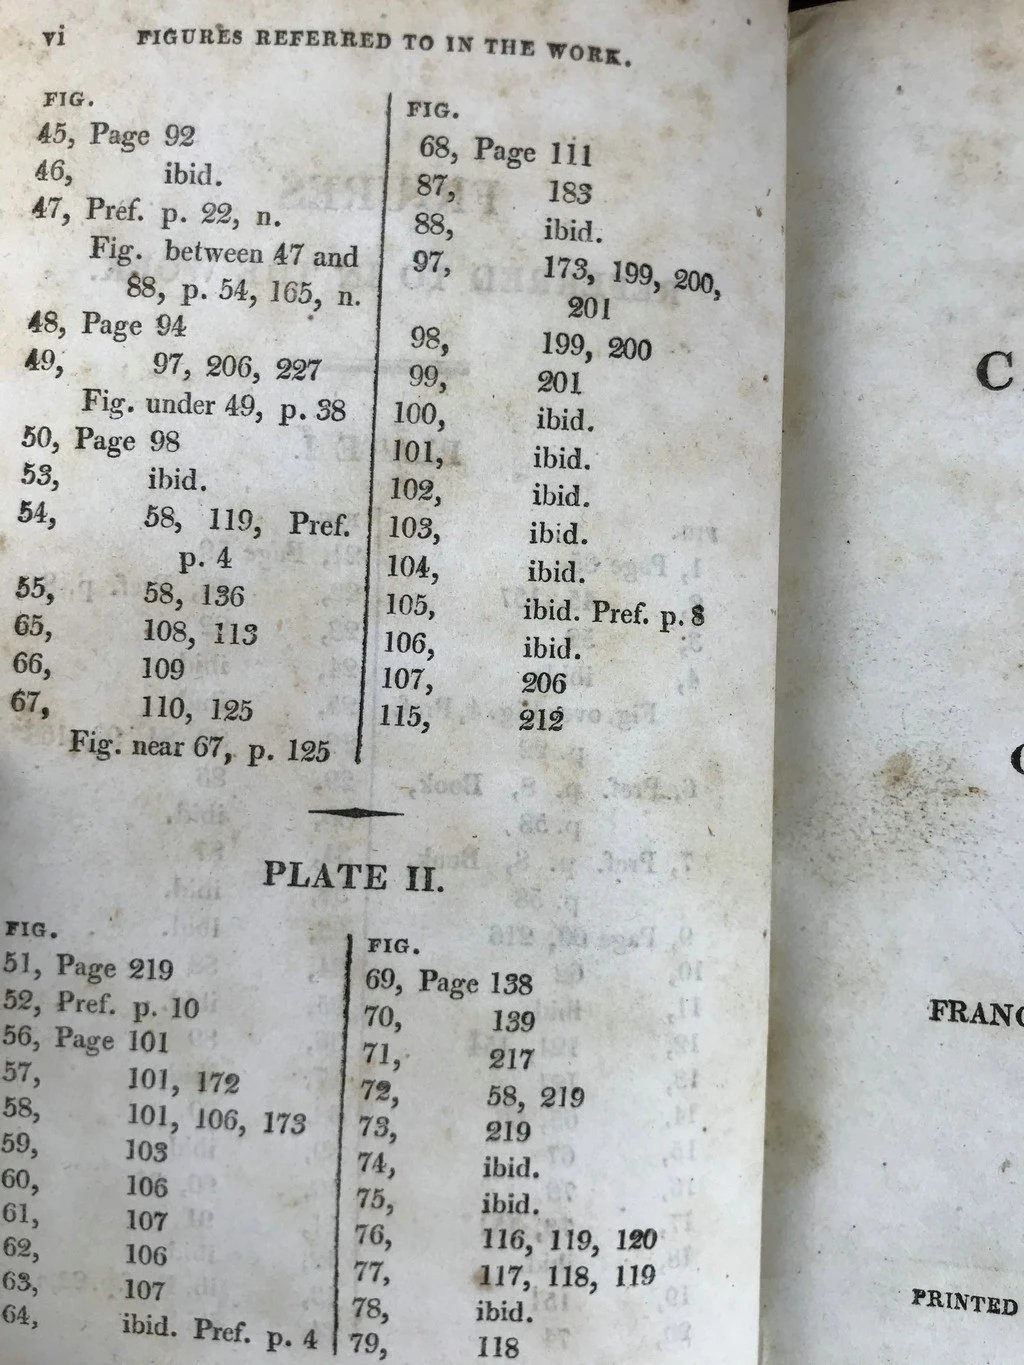 vi FIGURES REFERRED TO IN THE WORK.
FIG.
45, Page 92
46, ibid.
47, Pref. p. 22, n.
Fig. between 47 and
88, p. 54, 165, n.
48, Page 94
49, 97, 206, 227
Fig. under 49, p. 38
50, Page 98
53, ibid.
54, 58, 119, Pref.
p. 4
55, 58, 136
65, 108, 113
66, 109
67, 110, 125
Fig. near 67, p. 125
FIG.
68, Page 111
87, 183
88, ibid.
97, 173, 199, 200,
201
98, 199, 200
99, 201
100, ibid.
101, ibid.
102, ibid.
103, ibid.
104, ibid.
105, ibid. Pref. p. 8
106, ibid.
107, 206
115, 212
PLATE II.
FIG.
51, Page 219
52, Pref. p. 10
56, Page 101
57, 101, 172
58, 101, 106, 173
59, 103
60, 106
61, 107
62, 106
63, 107
64, ibid. Pref. p. 4
FIG.
69, Page 138
70, 139
71, 217
72, 58, 219
73, 219
74, ibid.
75, ibid.
76, 116, 119, 120
77, 117, 118, 119
78, ibid.
79, 118
C
FRANC
PRINTED